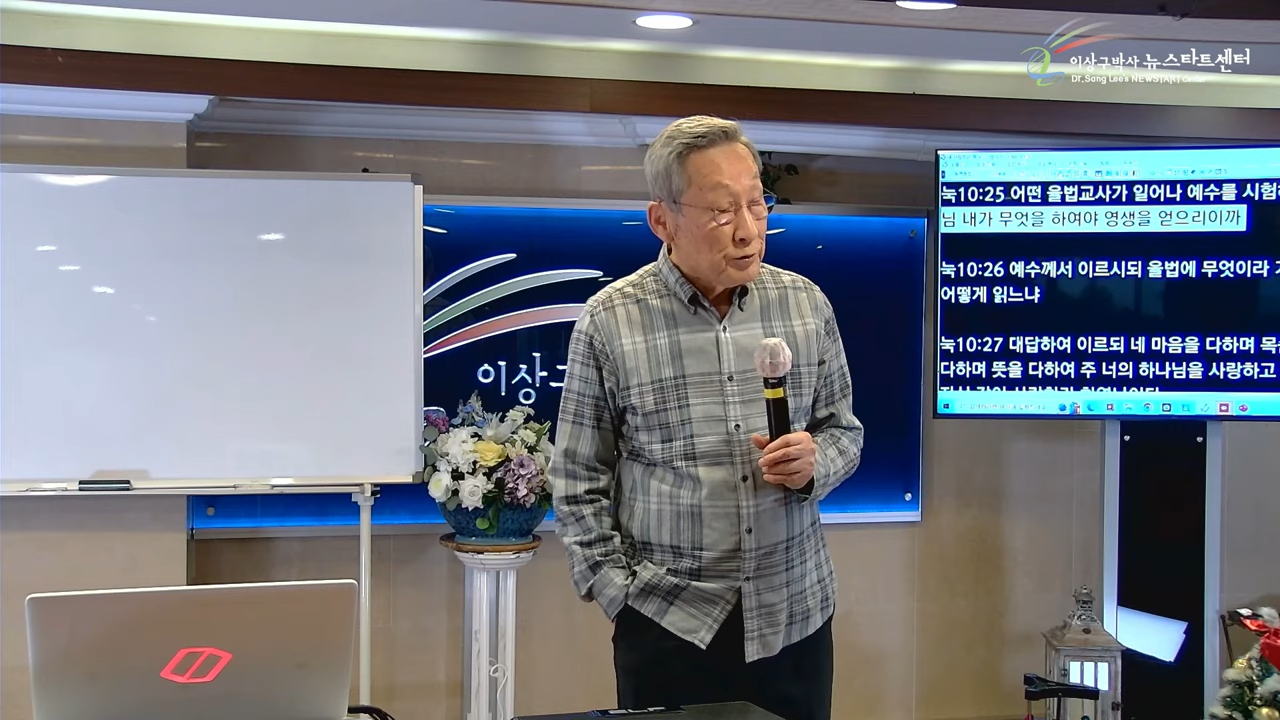 이상구박사 뉴스타트센터
Dr. Sang Lee's NEWSTART Center
눅10:25 어떤 율법교사가 일어나 예수를 시험
님 내가 무엇을 하여야 영생을 얻으리이까
눅10:26 예수께서 이르시되 율법에 무엇이라
어떻게 읽느냐
눅10:27 대답하여 이르되 네 마음을 다하며
다하며 뜻을 다하여 주 너의 하나님을 사랑하고
이상구